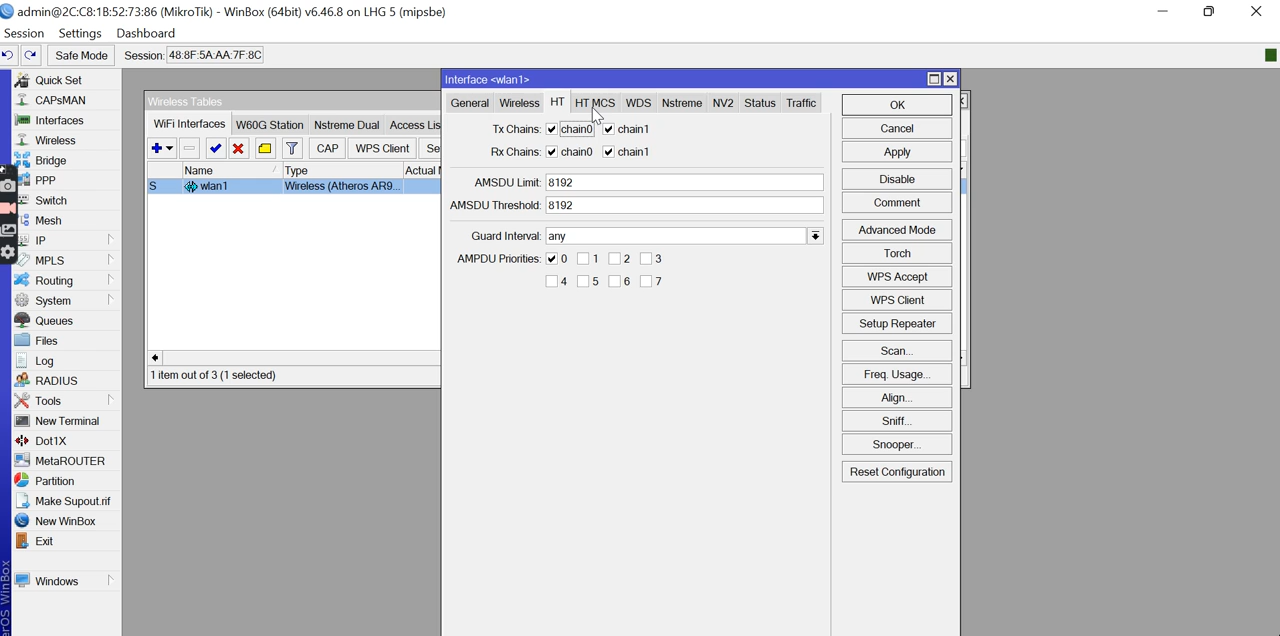 admin@2C:C8:1B:52:73:86 (MikroTik) - WinBox (64bit) v6.46.8 on LHG 5 (mipsbe)
Session Settings Dashboard
Safe Mode Session: 48:8F:5A:AA:7F:8C
Quick Set
CAPsMAN
Interfaces
Wireless
Bridge
PPP
Switch
Mesh
IP
MPLS
Routing
System
Queues
Files
Log
RADIUS
Tools
New Terminal
Dot1X
MetaROUTER
Partition
Make Supout.rif
New WinBox
Exit
Windows
Wireless Tables
WiFi Interfaces W60G Station Nstreme Dual Access Lis
CAP WPS Client Se
Name Type Actual
S wlan1 Wireless (Atheros AR9...
1 item out of 3 (1 selected)
Interface <wlan1>
General Wireless HT HT MCS WDS Nstreme NV2 Status Traffic
Tx Chains: chain0 chain1
Rx Chains: chain0 chain1
AMSDU Limit: 8192
AMSDU Threshold: 8192
Guard Interval: any
AMPDU Priorities: 0 1 2 3
4 5 6 7
OK
Cancel
Apply
Disable
Comment
Advanced Mode
Torch
WPS Accept
WPS Client
Setup Repeater
Scan...
Freq. Usage...
Align...
Sniff...
Snooper...
Reset Configuration